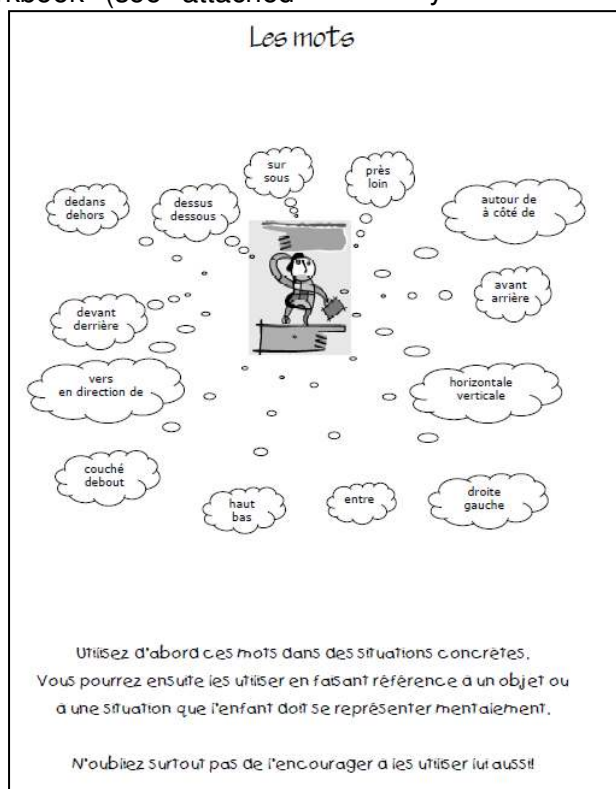 Les mots
sur
sous
près
loin
dedans
dehors
dessus
dessous
autour de
à côté de
avant
arrière
devant
derrière
vers
en direction de
horizontale
verticale
couché
debout
haut
bas
entre
droite
gauche
Utilisez d'abord ces mots dans des situations concrètes.
Vous pourrez ensuite les utiliser en faisant référence à un objet ou
à une situation que l'enfant doit se représenter mentalement.
N'oubliez surtout pas de l'encourager à les utiliser lui aussi!